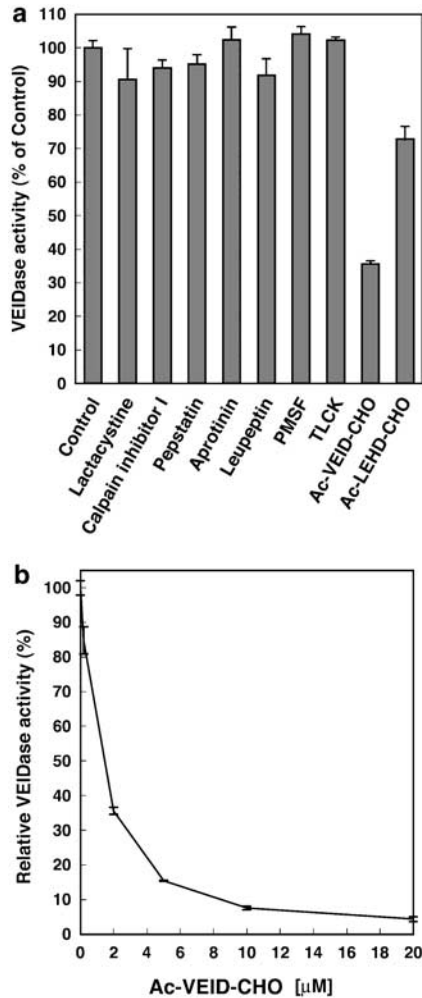 a
VEIDase activity (% of Control)
110
100
90
80
70
60
50
40
30
20
10
0
Control
Lactacystine
Calpain inhibitor I
Pepstatin
Aprotinin
Leupeptin
PMSF
TLCK
Ac-VEID-CHO
Ac-LEHD-CHO
b
Relative VEIDase activity (%)
100
90
80
70
60
50
40
30
20
10
0
0 2 4 6 8 10 12 14 16 18 20
Ac-VEID-CHO [μM]